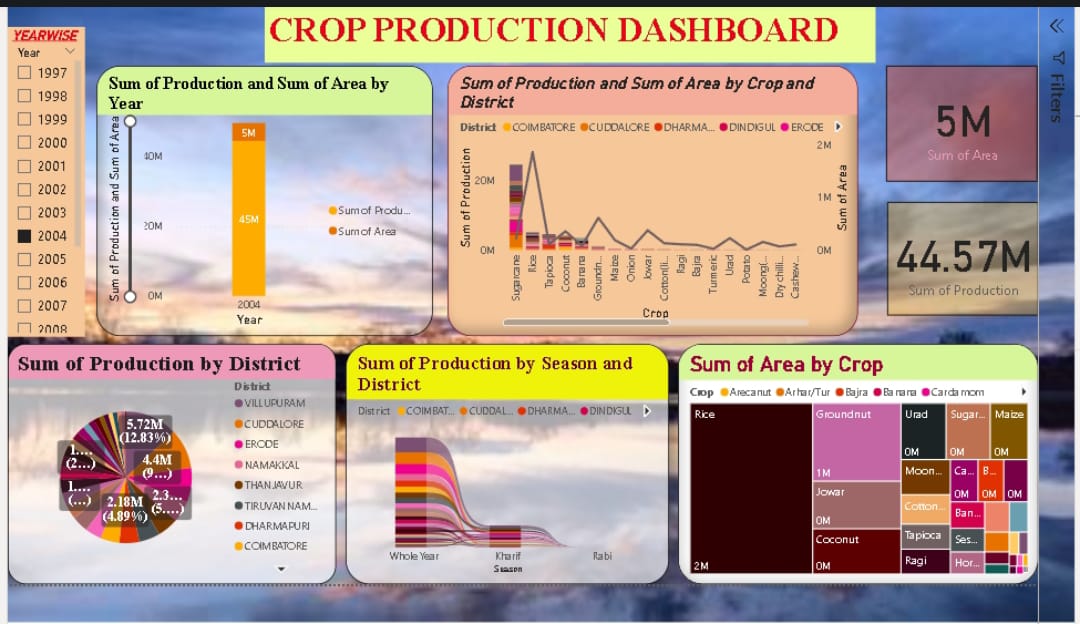 CROP PRODUCTION DASHBOARD
YEARWISE
Year
1997
1998
1999
2000
2001
2002
2003
2004
2005
2006
2007
2008
Sum of Production and Sum of Area by
Year
Sum of Production and Sum of Area
40M
20M
0M
5M
45M
2004
Year
Sum of Produ...
Sum of Area
Sum of Production and Sum of Area by Crop and
District
District COIMBATORE CUDDALORE DHARMA... DINDIGUL ERODE
Sum of Production
20M
0M
2M
1M
0M
Sum of Area
Sugarcane
Rice
Tapioca
Coconut
Banana
Groundn...
Maize
Onion
Jowar
Cotton(li...
Ragi
Bajra
Turmeric
Urad
Potato
Moong(...
Dry chilli...
Cashew...
Crop
5M
Sum of Area
44.57M
Sum of Production
Filters
Sum of Production by District
5.72M
(12.83%)
4.4M
(9...)
2.3...
(5....)
2.18M
(4.89%)
1....
(...)
1....
(2...)
District
VILLUPURAM
CUDDALORE
ERODE
NAMAKKAL
THANJAVUR
TIRUVANNAM...
DHARMAPURI
COIMBATORE
Sum of Production by Season and
District
District COIMBAT... CUDDAL... DHARMA... DINDIGUL
Whole Year
Kharif
Rabi
Season
Sum of Area by Crop
Crop Arecanut Arhar/Tur Bajra Banana Cardamom
Rice
2M
Groundnut
1M
Jowar
0M
Coconut
0M
Urad
0M
Sugar...
0M
Maize
0M
Moon...
Ca...
0M
B...
0M
0M
Cotton...
Ban...
Tapioca
Ses...
Ragi
Hor...